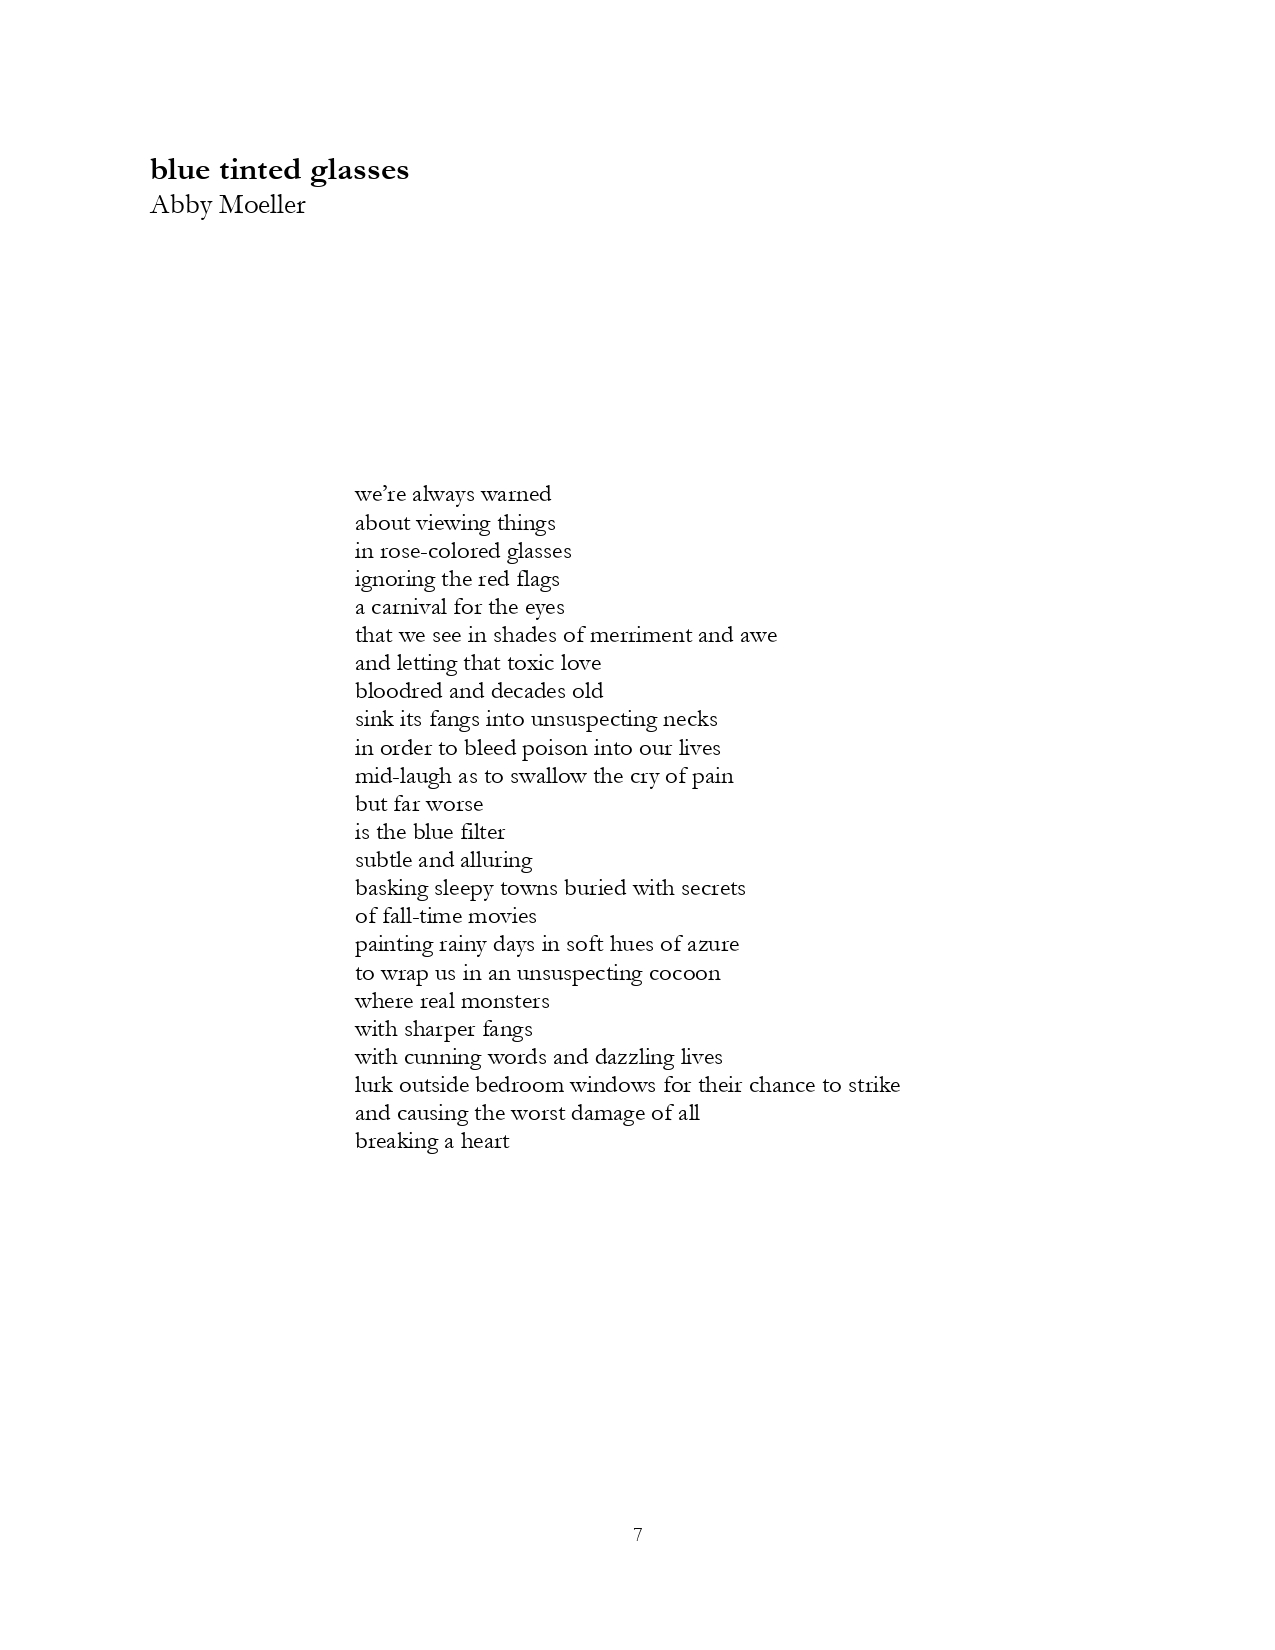 blue tinted glasses
Abby Moeller
we’re always warned
about viewing things
in rose-colored glasses
ignoring the red flags
a carnival for the eyes
that we see in shades of merriment and awe
and letting that toxic love
bloodred and decades old
sink its fangs into unsuspecting necks
in order to bleed poison into our lives
mid-laugh as to swallow the cry of pain
but far worse
is the blue filter
subtle and alluring
basking sleepy towns buried with secrets
of fall-time movies
painting rainy days in soft hues of azure
to wrap us in an unsuspecting cocoon
where real monsters
with sharper fangs
with cunning words and dazzling lives
lurk outside bedroom windows for their chance to strike
and causing the worst damage of all
breaking a heart
7